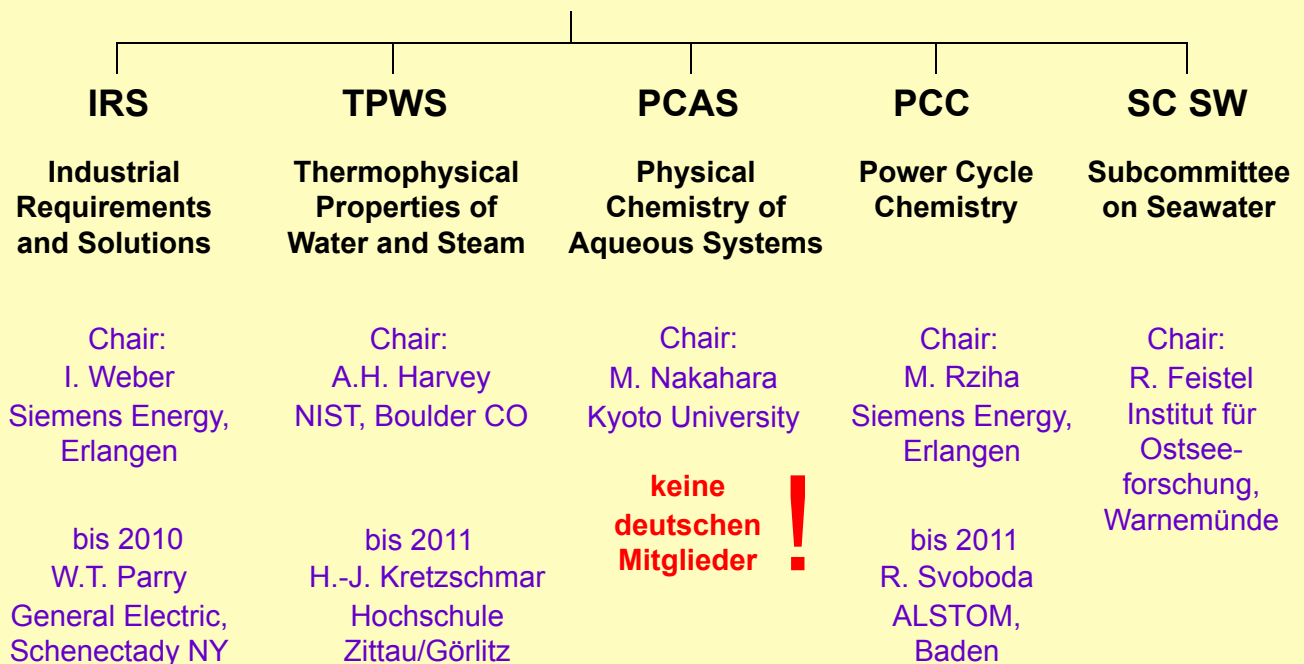 IRS
Industrial
Requirements
and Solutions
Chair:
I. Weber
Siemens Energy,
Erlangen
bis 2010
W.T. Parry
General Electric,
Schenectady NY
TPWS
Thermophysical
Properties of
Water and Steam
Chair:
A.H. Harvey
NIST, Boulder CO
bis 2011
H.-J. Kretzschmar
Hochschule
Zittau/Görlitz
PCAS
Physical
Chemistry of
Aqueous Systems
Chair:
M. Nakahara
Kyoto University
keine
deutschen
Mitglieder
!
PCC
Power Cycle
Chemistry
Chair:
M. Rziha
Siemens Energy,
Erlangen
bis 2011
R. Svoboda
ALSTOM,
Baden
SC SW
Subcommittee
on Seawater
Chair:
R. Feistel
Institut für
Ostsee-
forschung,
Warnemünde